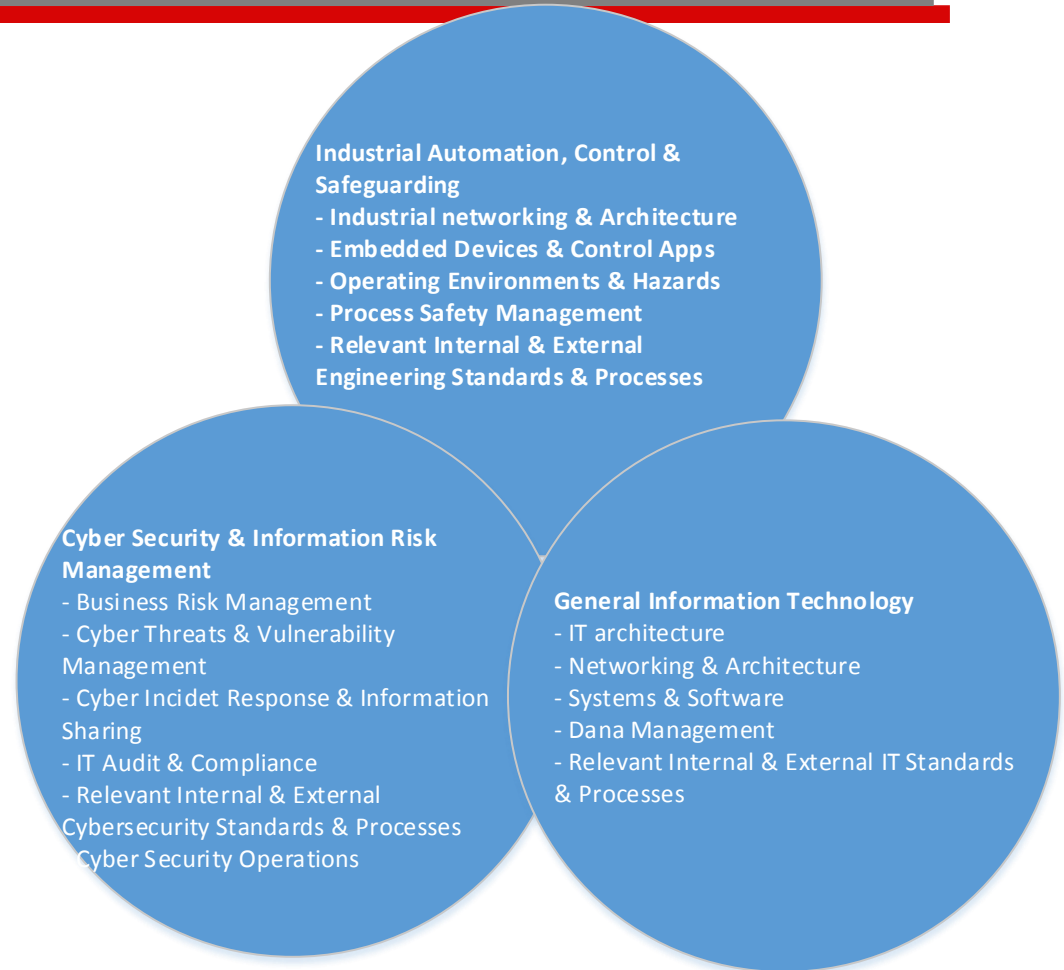 Industrial Automation, Control &
Safeguarding
- Industrial networking & Architecture
- Embedded Devices & Control Apps
- Operating Environments & Hazards
- Process Safety Management
- Relevant Internal & External
Engineering Standards & Processes
Cyber Security & Information Risk
Management
- Business Risk Management
- Cyber Threats & Vulnerability
Management
- Cyber Incidet Response & Information
Sharing
- IT Audit & Compliance
- Relevant Internal & External
Cybersecurity Standards & Processes
Cyber Security Operations
General Information Technology
- IT architecture
- Networking & Architecture
- Systems & Software
- Dana Management
- Relevant Internal & External IT Standards
& Processes